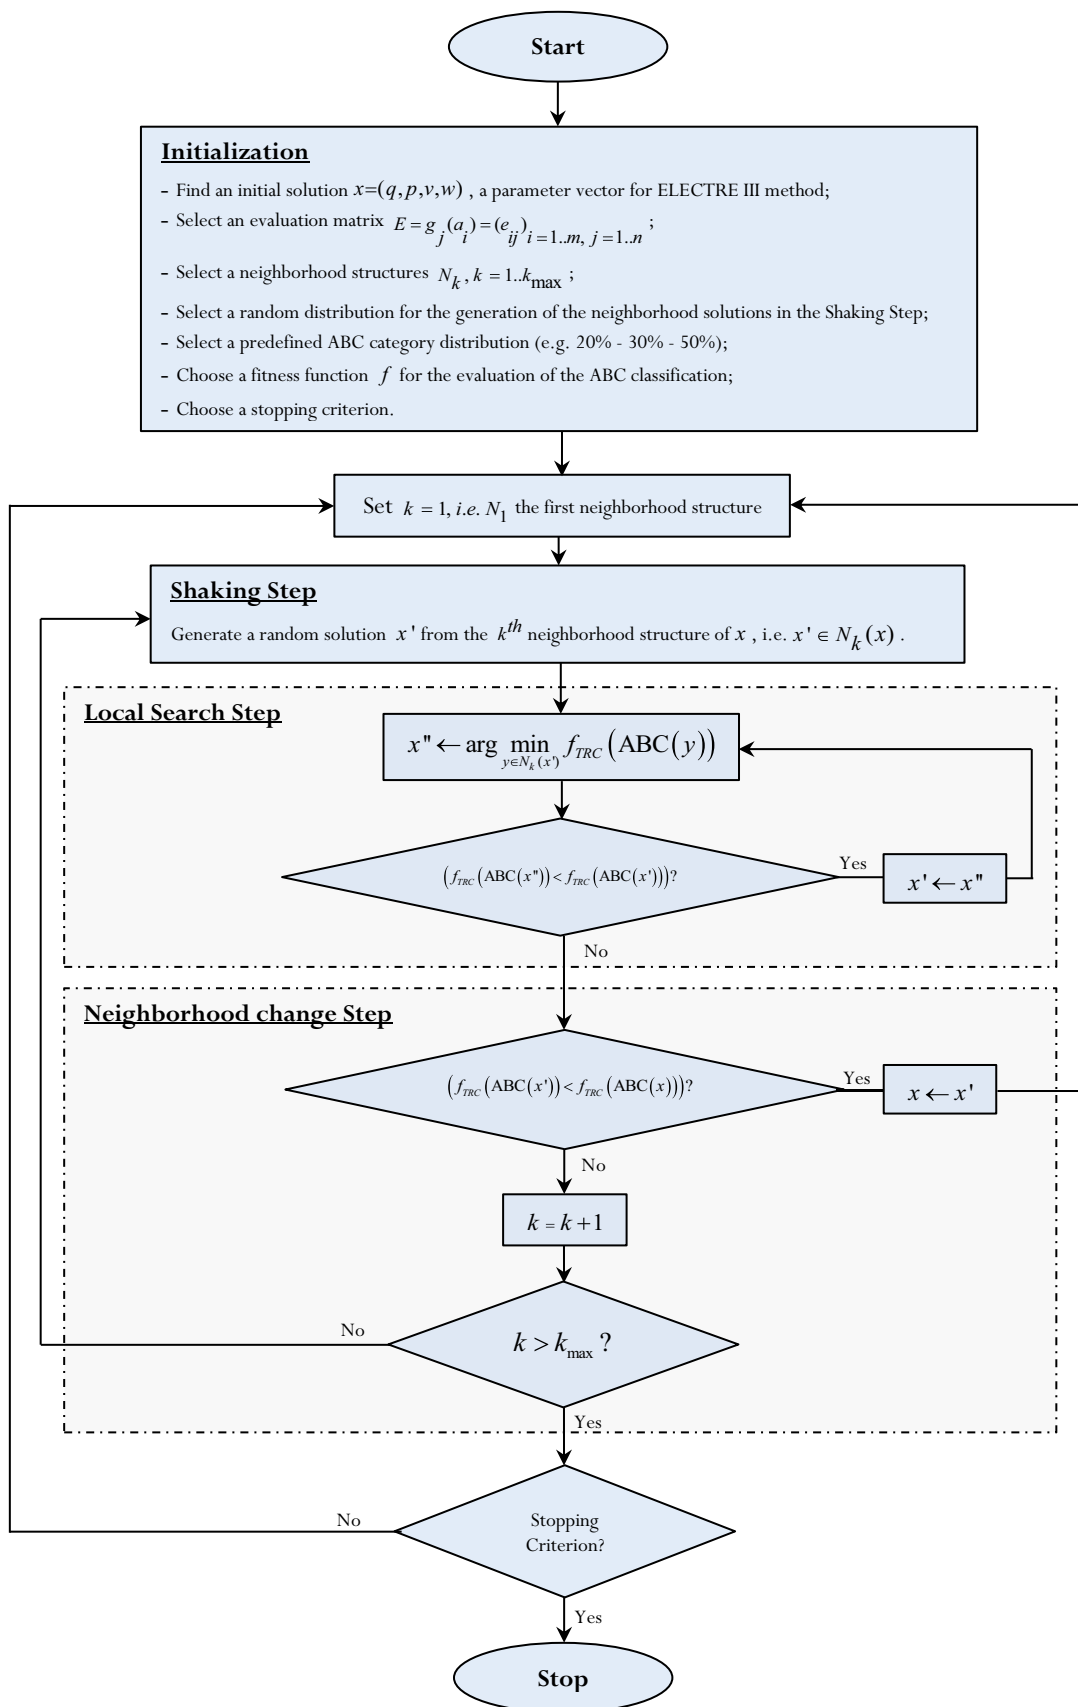 Start
Initialization
- Find an initial solution x=(q,p,v,w) , a parameter vector for ELECTRE III method;
- Select an evaluation matrix E = g_j(a_i) = (e_ij)_i=1..m, j=1..n ;
- Select a neighborhood structures N_k, k = 1..k_max ;
- Select a random distribution for the generation of the neighborhood solutions in the Shaking Step;
- Select a predefined ABC category distribution (e.g. 20% - 30% - 50%);
- Choose a fitness function f for the evaluation of the ABC classification;
- Choose a stopping criterion.
Set k = 1, i.e. N_1 the first neighborhood structure
Shaking Step
Generate a random solution x' from the k^th neighborhood structure of x , i.e. x' ∈ N_k(x) .
Local Search Step
x" ← arg min_y∈N_k(x') f_TRC(ABC(y))
(f_TRC(ABC(x")) < f_TRC(ABC(x')))?
Yes
x' ← x"
No
Neighborhood change Step
(f_TRC(ABC(x')) < f_TRC(ABC(x)))?
Yes
x ← x'
No
k = k +1
k > k_max ?
No
Yes
Stopping
Criterion?
No
Yes
Stop